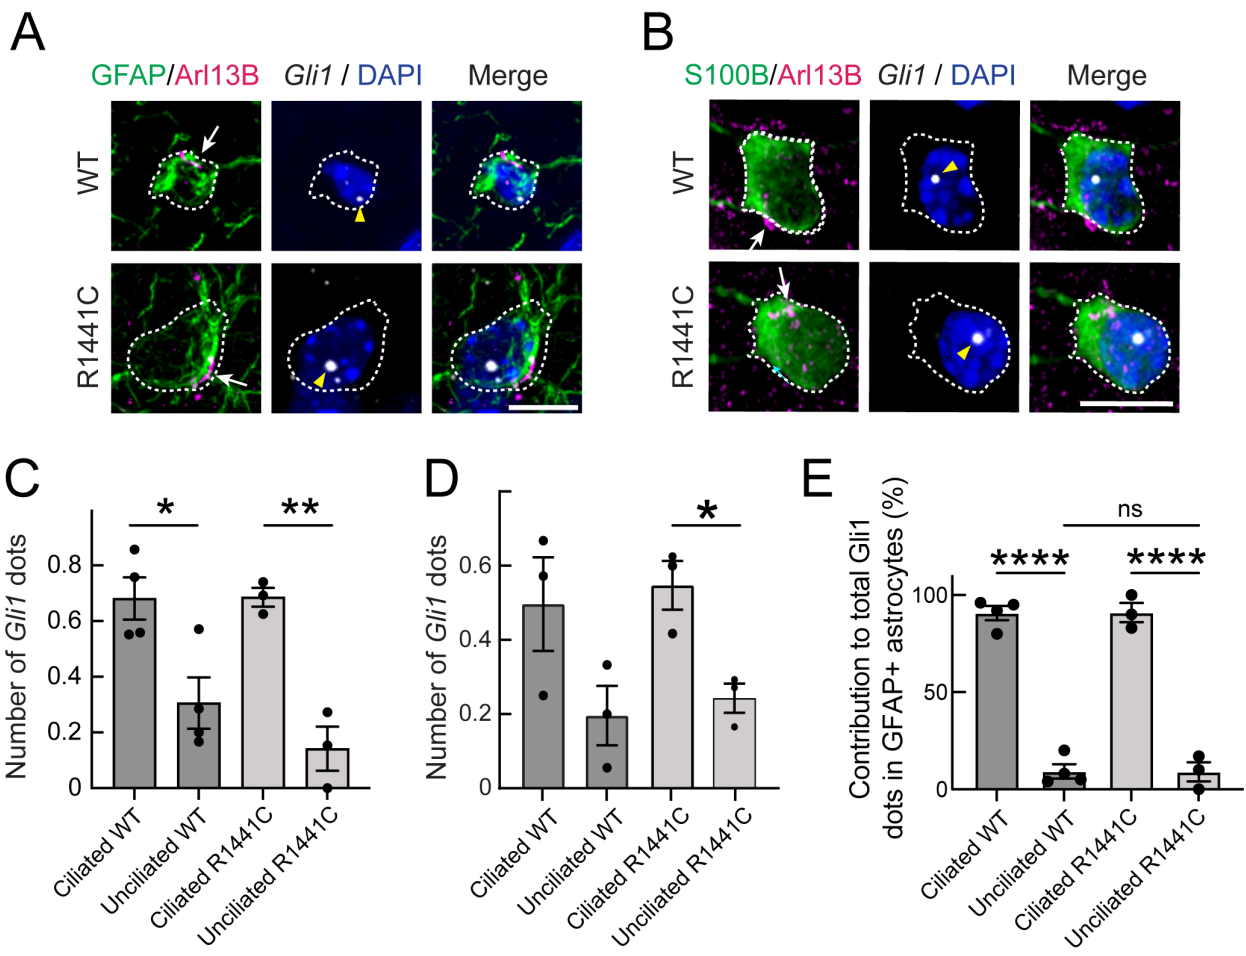 A
B
GFAP/Arl13B
Gli1 / DAPI
Merge
S100B/Arl13B
Gli1 / DAPI
Merge
WT
WT
R1441C
R1441C
C
D
E
Number of Gli1 dots
0.8
0.6
0.4
0.2
0
*
**
Ciliated WT
Unciliated WT
Ciliated R1441C
Unciliated R1441C
Number of Gli1 dots
0.6
0.4
0.2
0
*
Ciliated WT
Unciliated WT
Ciliated R1441C
Unciliated R1441C
Contribution to total Gli1
dots in GFAP+ astrocytes (%)
100
50
0
ns
****
****
Ciliated WT
Unciliated WT
Ciliated R1441C
Unciliated R1441C